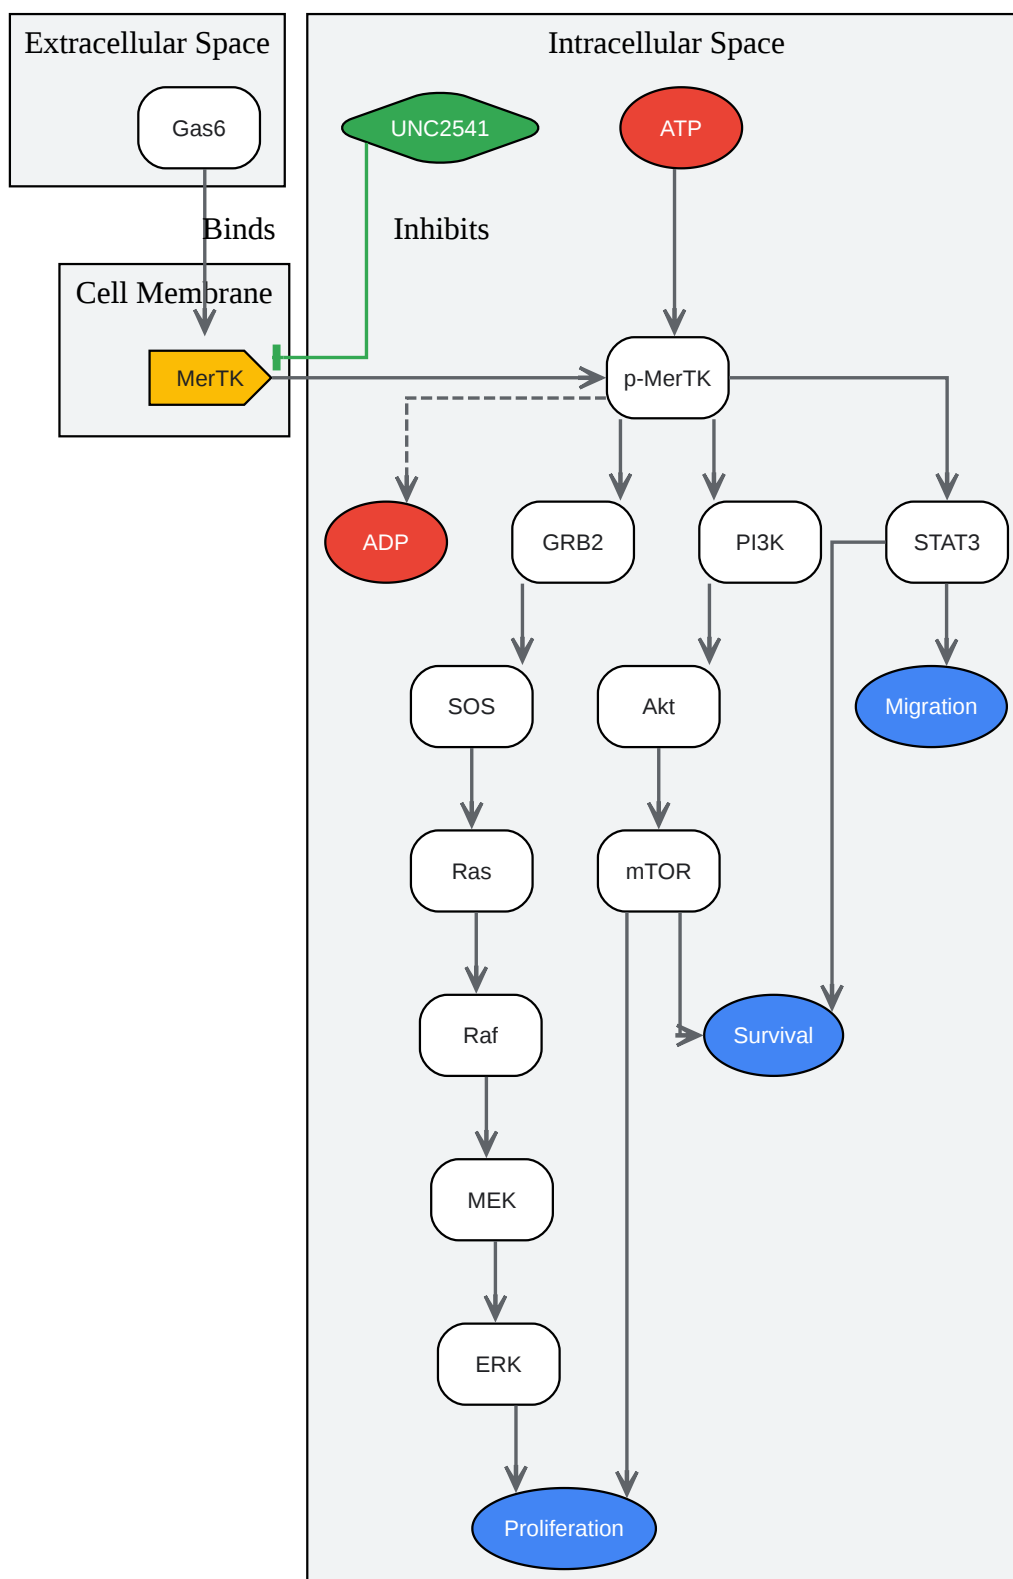 Extracellular Space
Intracellular Space
Gas6
UNC2541
ATP
Binds
Inhibits
Cell Membrane
MerTK
p-MerTK
ADP
GRB2
PI3K
STAT3
SOS
Akt
Migration
Ras
mTOR
Raf
Survival
MEK
ERK
Proliferation